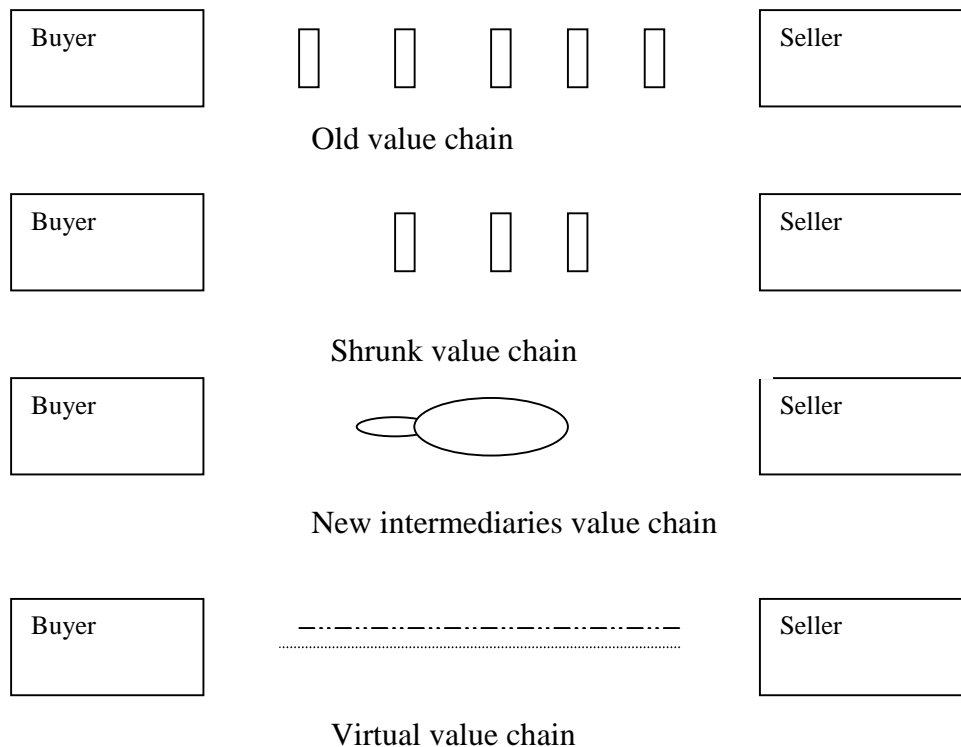 Buyer
Seller
Old value chain
Buyer
Seller
Shrunk value chain
Buyer
Seller
New intermediaries value chain
Buyer
Seller
Virtual value chain